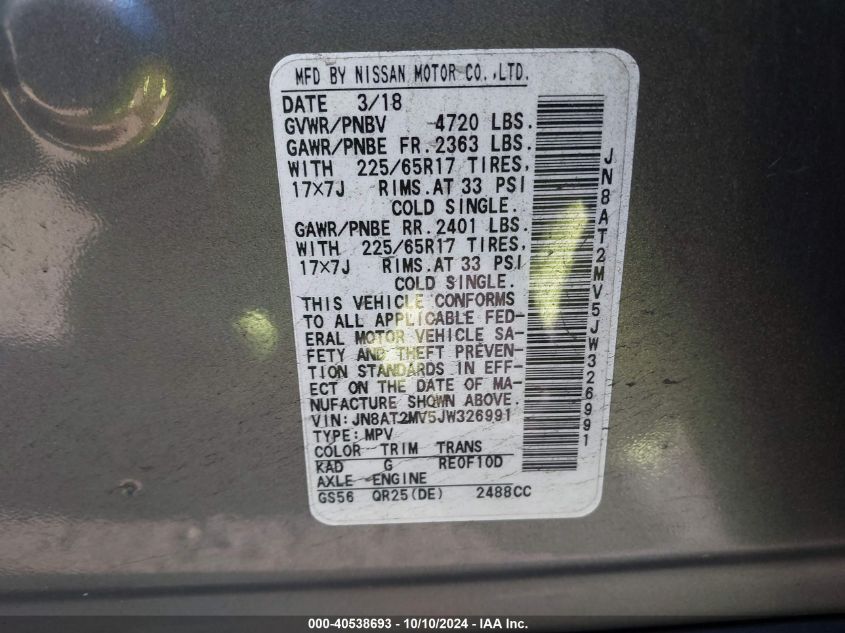 MFD BY NISSAN MOTOR CO.,LTD.
DATE 3/18
GVWR/PNBV 4720 LBS.
GAWR/PNBE FR. 2363 LBS.
WITH 225/65R17 TIRES,
17X7J RIMS.AT 33 PSI
COLD SINGLE.
GAWR/PNBE RR. 2401 LBS.
WITH 225/65R17 TIRES,
17X7J RIMS.AT 33 PSI
COLD SINGLE.
THIS VEHICLE CONFORMS
TO ALL APPLICABLE FED-
ERAL MOTOR VEHICLE SA-
FETY AND THEFT PREVEN-
TION STANDARDS IN EFF-
ECT ON THE DATE OF MA-
NUFACTURE SHOWN ABOVE.
VIN:JN8AT2MV5JW326991
TYPE:MPV
COLOR TRIM TRANS
KAD G RE0F10D
AXLE ENGINE
GS56 QR25(DE) 2488CC
JN8AT2MV5JW326991
000-40538693 - 10/10/2024 - IAA Inc.